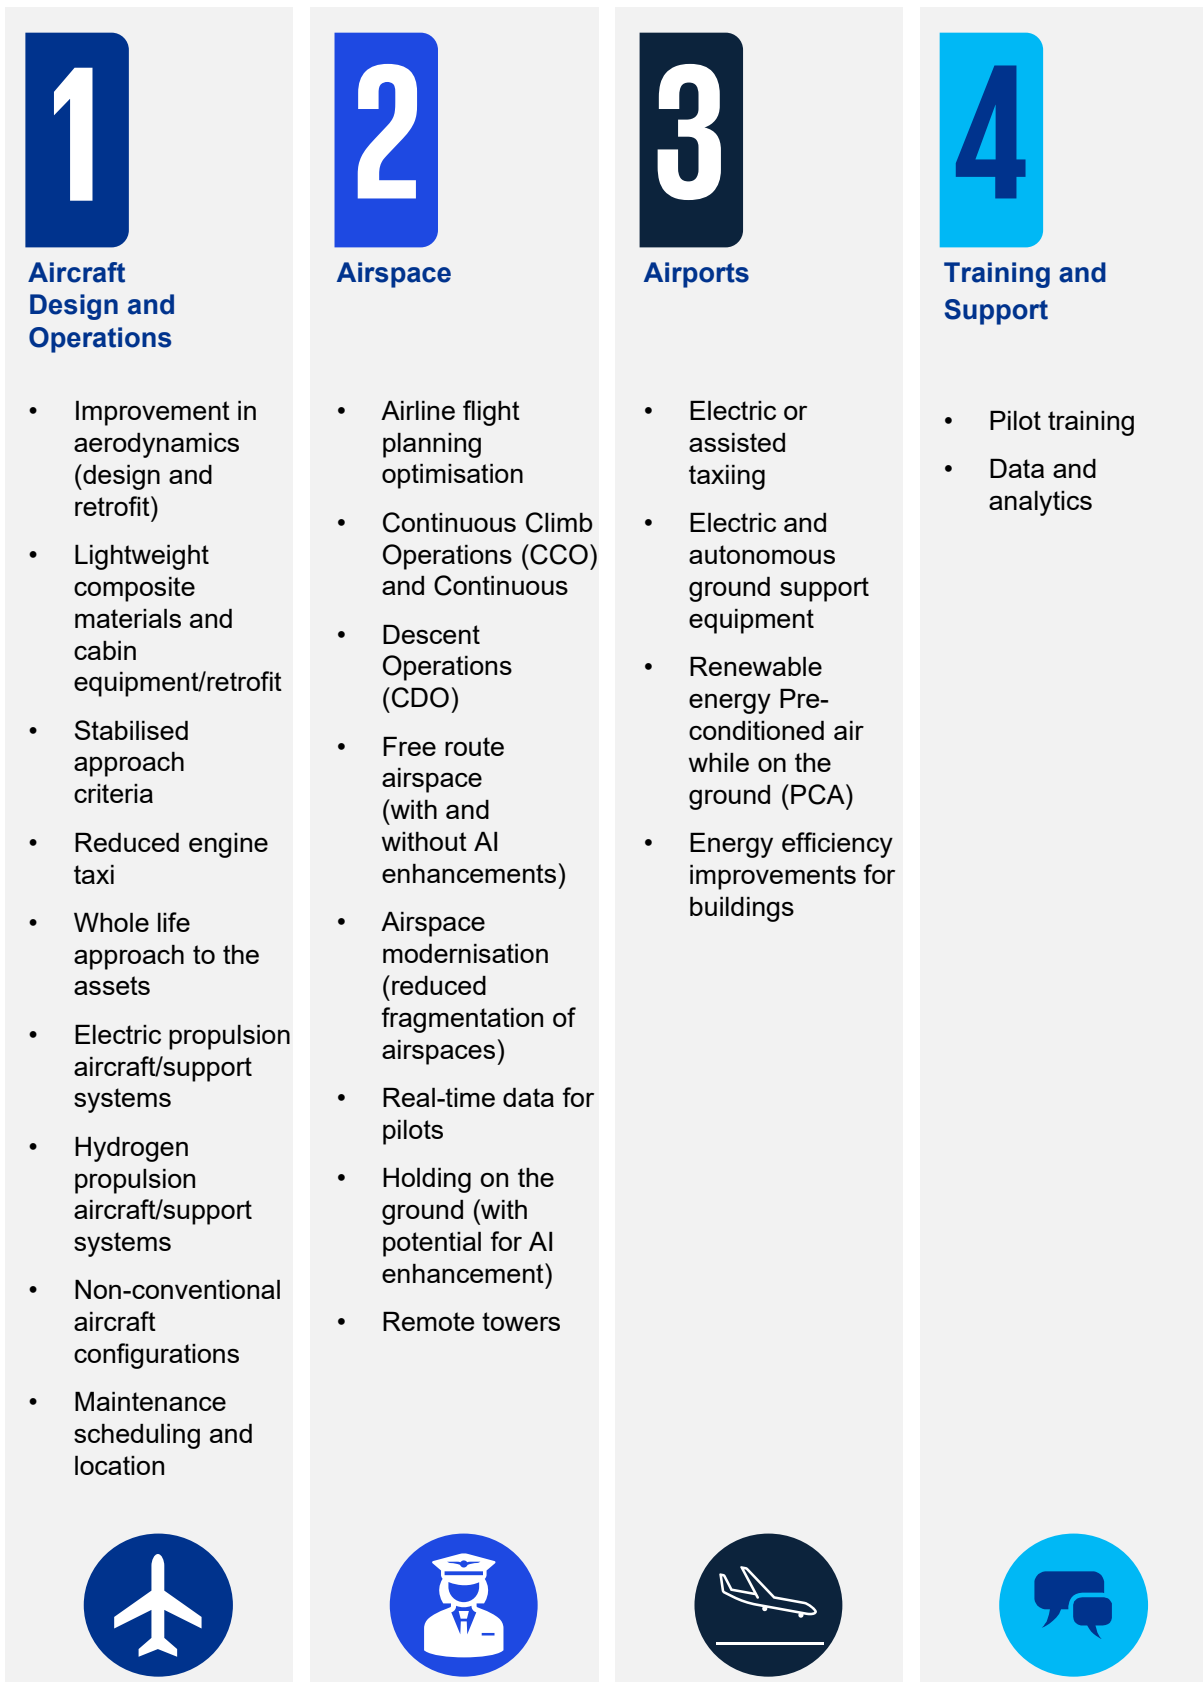 1
Aircraft
Design and
Operations
• Improvement in
aerodynamics
(design and
retrofit)
• Lightweight
composite
materials and
cabin
equipment/retrofit
• Stabilised
approach
criteria
• Reduced engine
taxi
• Whole life
approach to the
assets
• Electric propulsion
aircraft/support
systems
• Hydrogen
propulsion
aircraft/support
systems
• Non-conventional
aircraft
configurations
• Maintenance
scheduling and
location
2
Airspace
• Airline flight
planning
optimisation
• Continuous Climb
Operations (CCO)
and Continuous
• Descent
Operations
(CDO)
• Free route
airspace
(with and
without AI
enhancements)
• Airspace
modernisation
(reduced
fragmentation of
airspaces)
• Real-time data for
pilots
• Holding on the
ground (with
potential for AI
enhancement)
• Remote towers
3
Airports
• Electric or
assisted
taxiing
• Electric and
autonomous
ground support
equipment
• Renewable
energy Pre-
conditioned air
while on the
ground (PCA)
• Energy efficiency
improvements for
buildings
4
Training and
Support
• Pilot training
• Data and
analytics